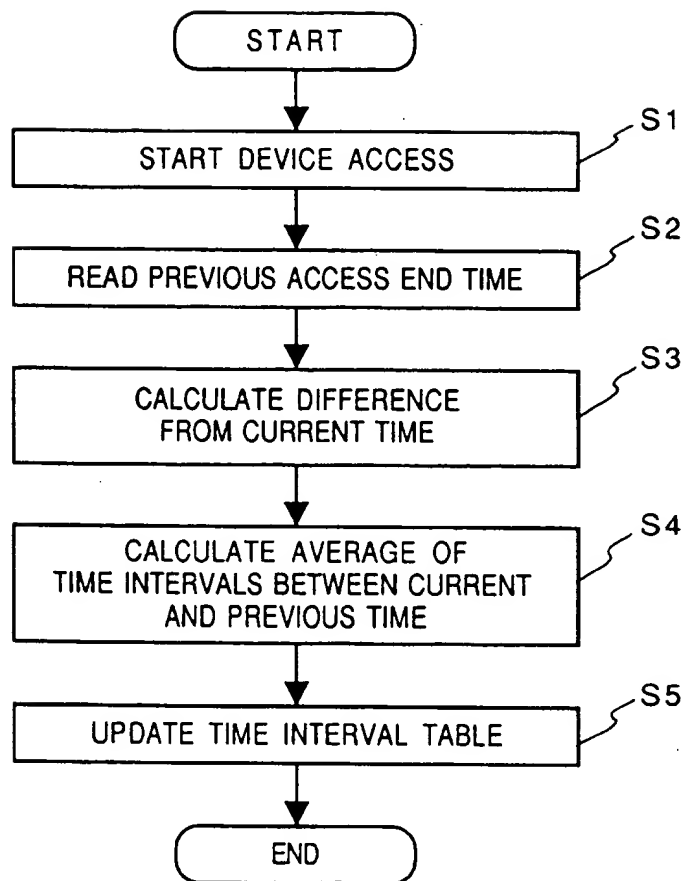 START
S1
START DEVICE ACCESS
S2
READ PREVIOUS ACCESS END TIME
S3
CALCULATE DIFFERENCE
FROM CURRENT TIME
S4
CALCULATE AVERAGE OF
TIME INTERVALS BETWEEN CURRENT
AND PREVIOUS TIME
S5
UPDATE TIME INTERVAL TABLE
END